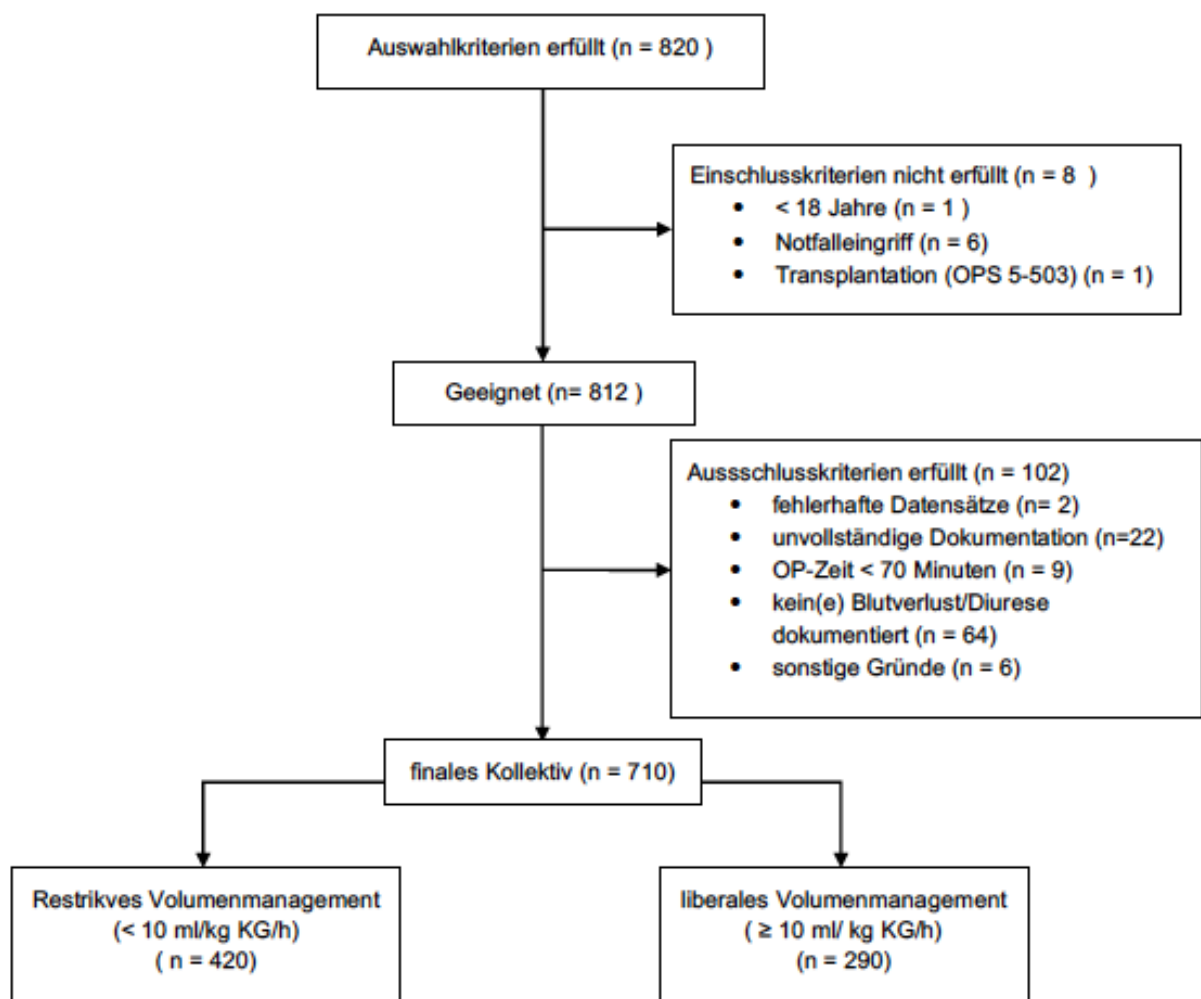 Auswahlkriterien erfüllt (n = 820 )
Einschlusskriterien nicht erfüllt (n = 8 )
• < 18 Jahre (n = 1 )
• Notfalleingriff (n = 6)
• Transplantation (OPS 5-503) (n = 1)
Geeignet (n= 812 )
Aussschlusskriterien erfüllt (n = 102)
• fehlerhafte Datensätze (n= 2)
• unvollständige Dokumentation (n=22)
• OP-Zeit < 70 Minuten (n = 9)
• kein(e) Blutverlust/Diurese
dokumentiert (n = 64)
• sonstige Gründe (n = 6)
finales Kollektiv (n = 710)
Restrikves Volumenmanagement
(< 10 ml/kg KG/h)
( n = 420)
liberales Volumenmanagement
( ≥ 10 ml/ kg KG/h)
(n = 290)